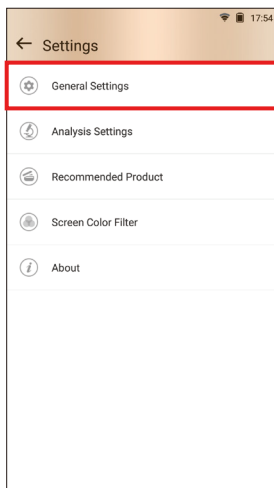 17:54
Settings
General Settings
Analysis Settings
Recommended Product
Screen Color Filter
About